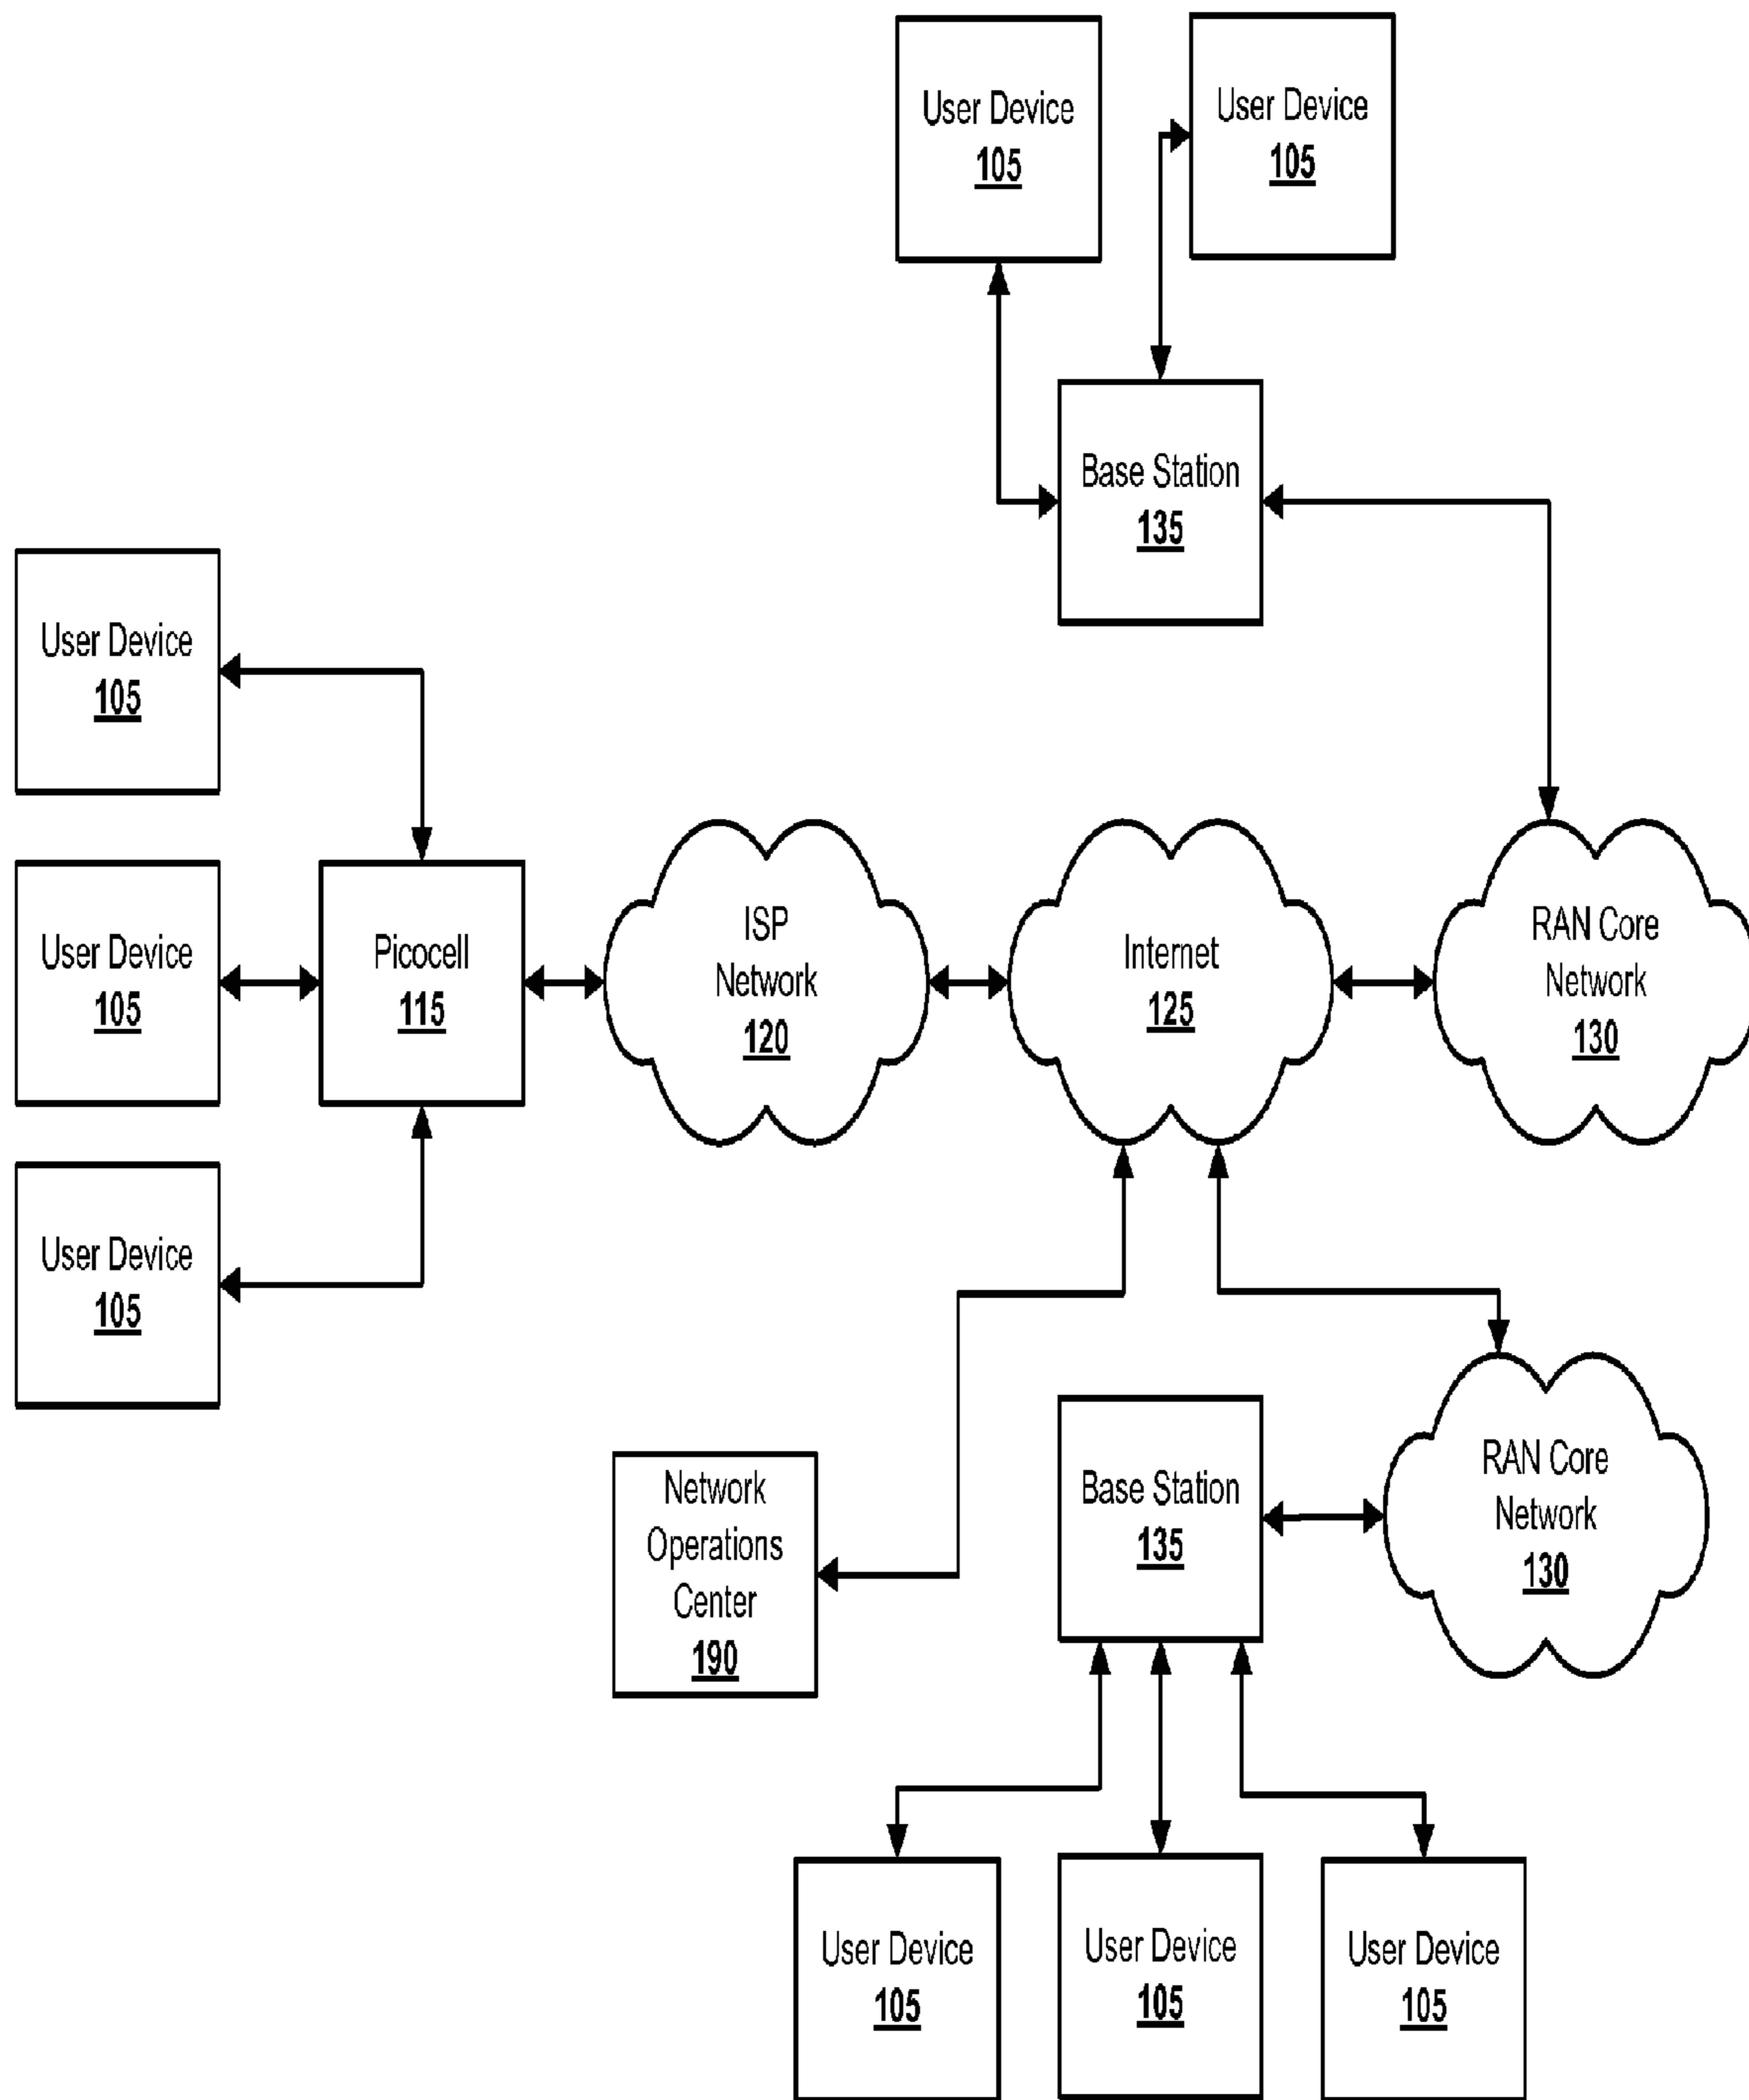 User Device
105
User Device
105
Base Station
135
User Device
105
User Device
105
Picocell
115
ISP
Network
120
Internet
125
RAN Core
Network
130
User Device
105
Network
Operations
Center
190
Base Station
135
RAN Core
Network
130
User Device
105
User Device
105
User Device
105